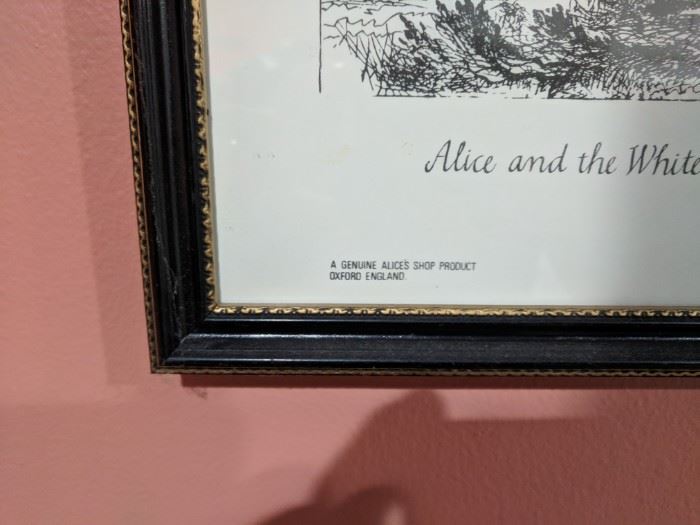 Alice and the White
A GENUINE ALICE'S SHOP PRODUCT
OXFORD ENGLAND.